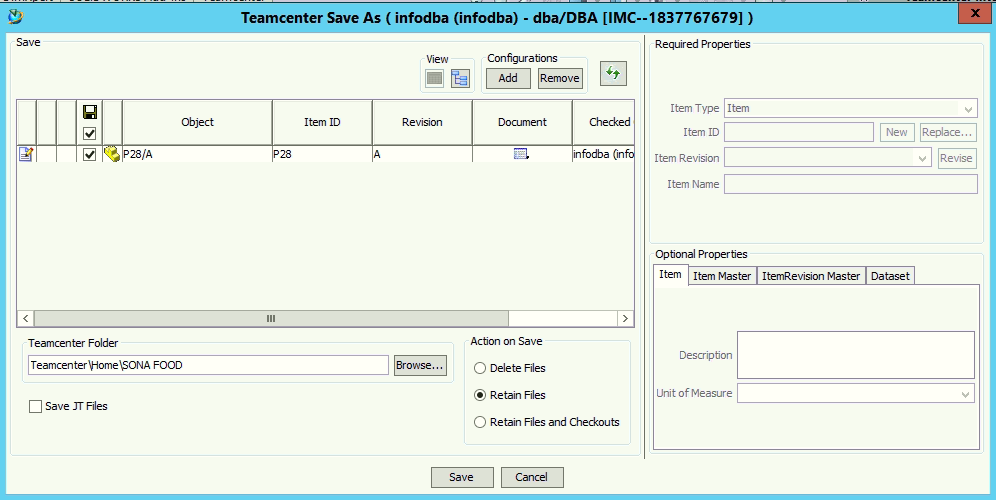 Teamcenter Save As ( infodba (infodba) - dba/DBA [IMC--1837767679] )
Save
View
Configurations
Add
Remove
Object
Item ID
Revision
Document
Checked
P28/A
P28
A
infodba (info
Teamcenter Folder
Teamcenter\Home\SONA FOOD
Browse...
Save JT Files
Action on Save
Delete Files
Retain Files
Retain Files and Checkouts
Required Properties
Item Type
Item
Item ID
New
Replace...
Item Revision
Revise
Item Name
Optional Properties
Item
Item Master
ItemRevision Master
Dataset
Description
Unit of Measure
Save
Cancel